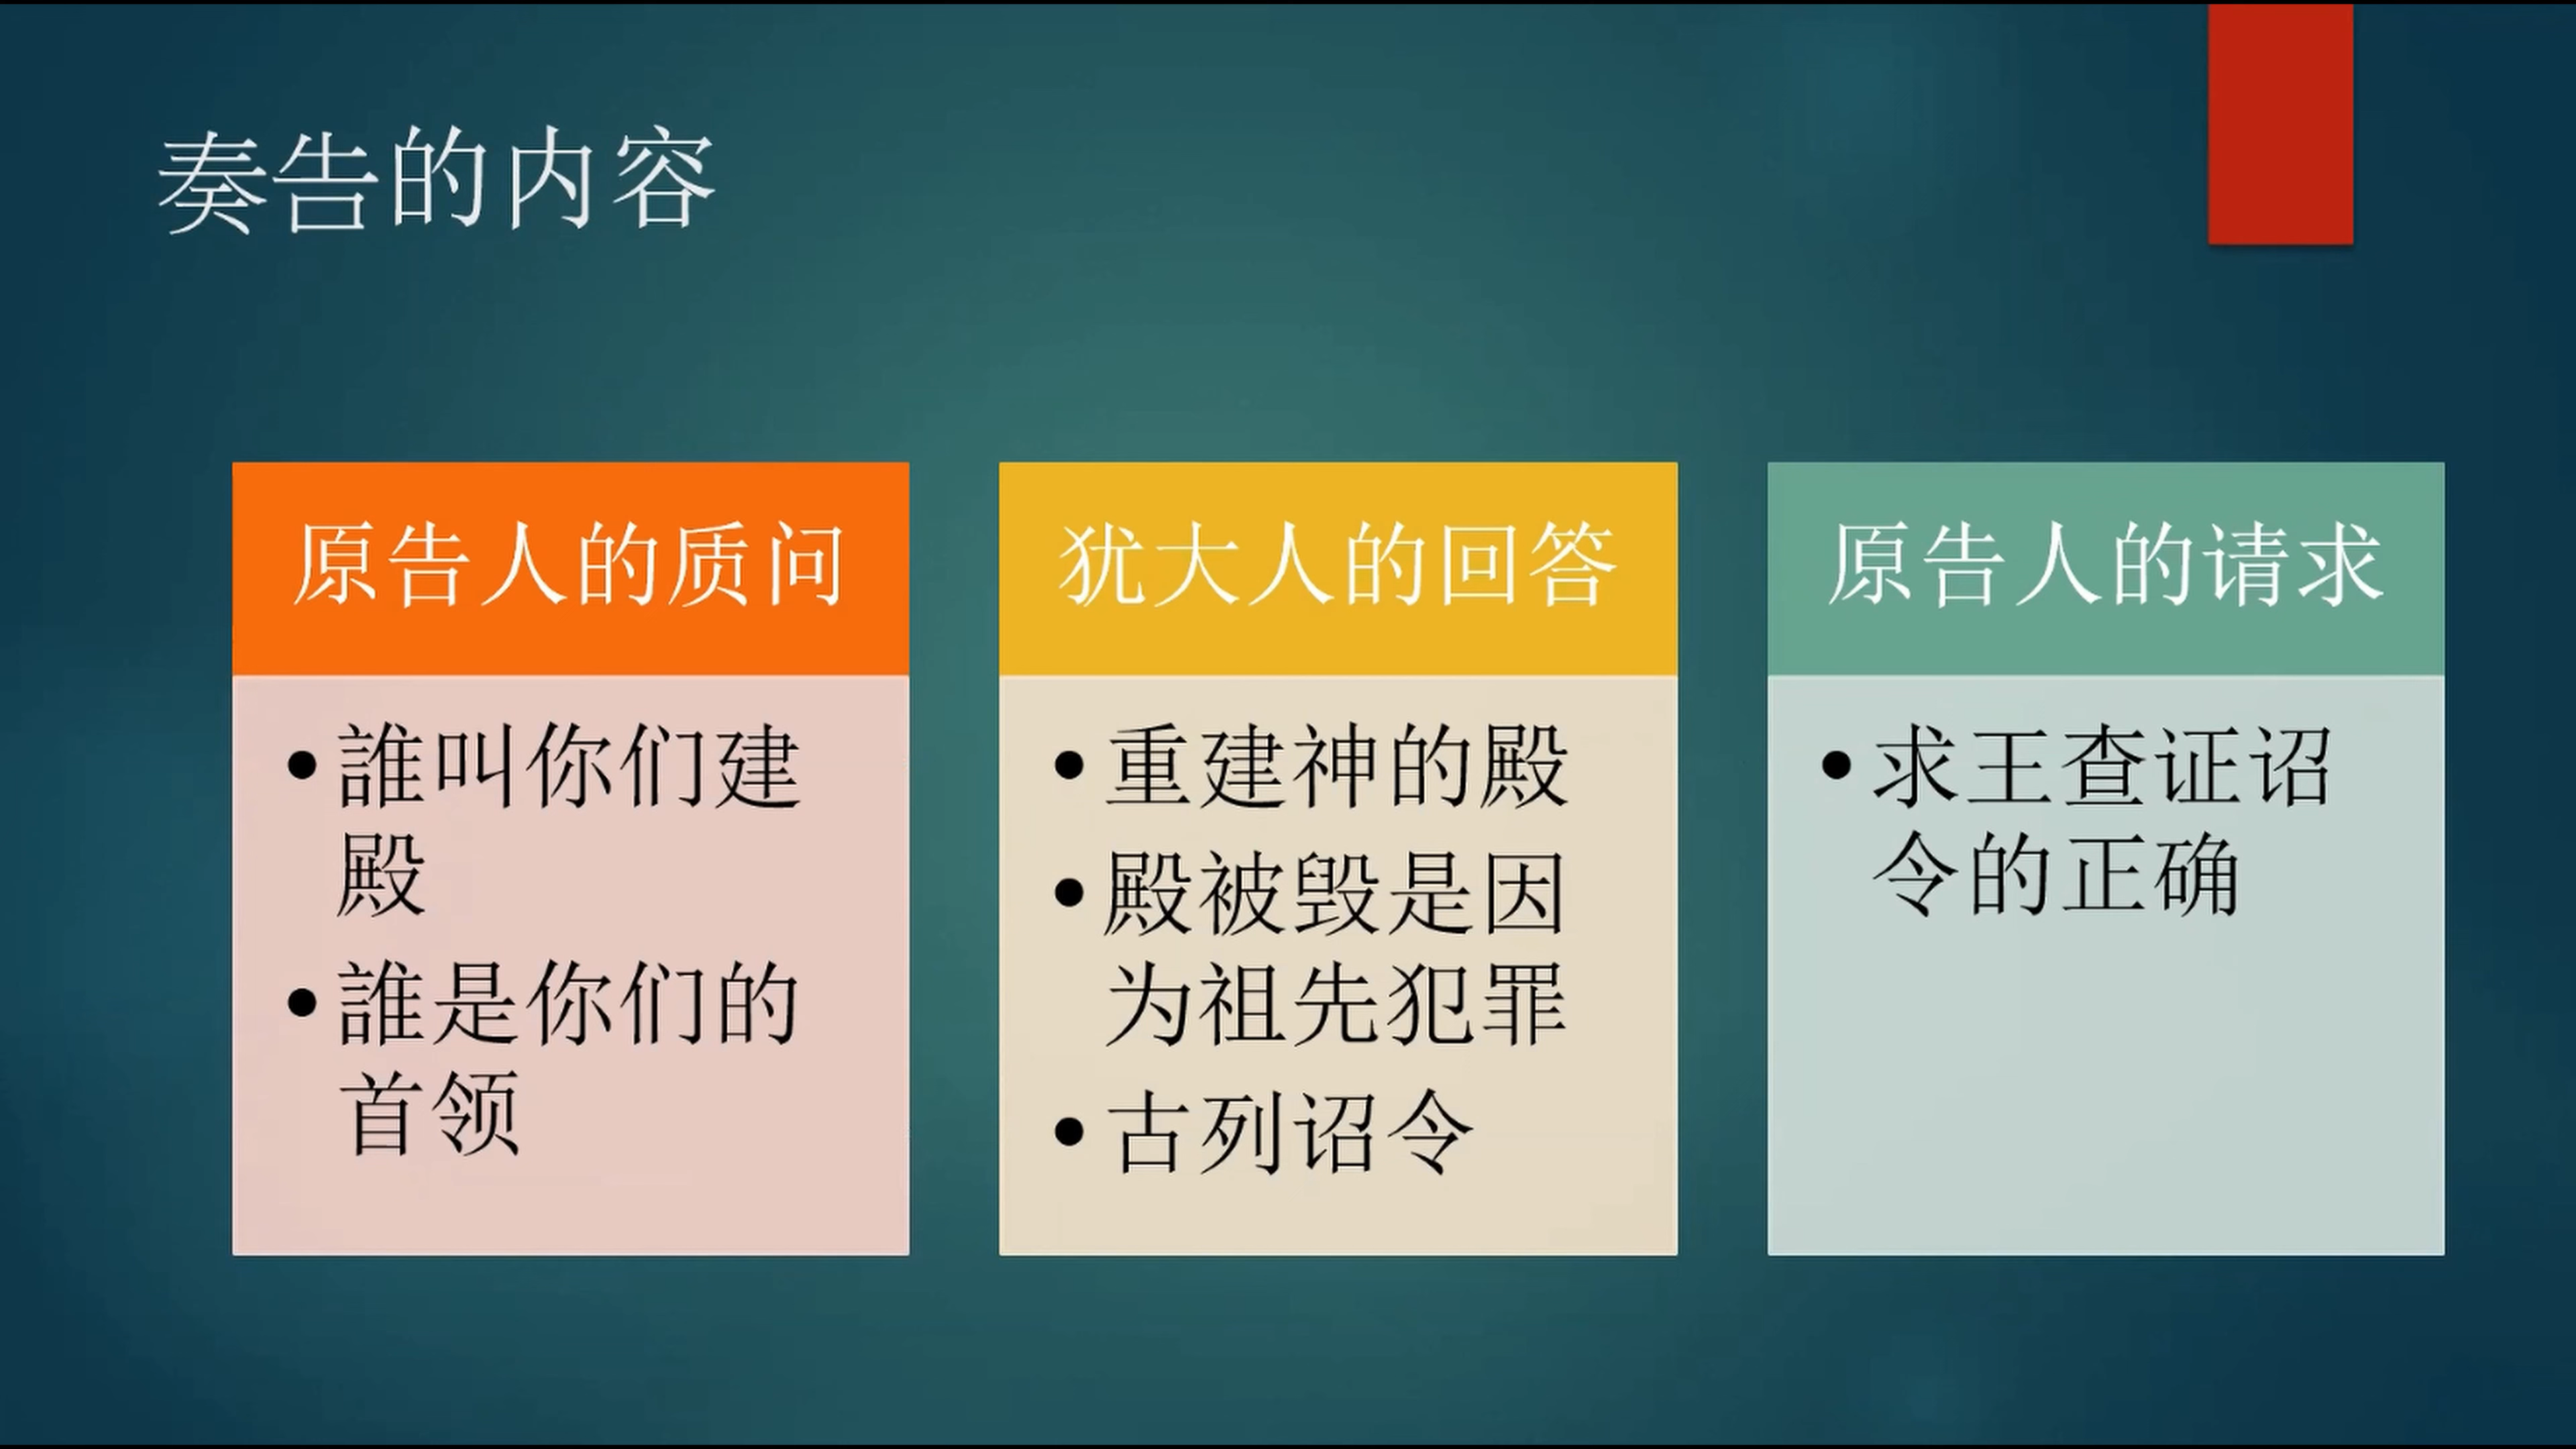 奏告的内容
原告人的质问
• 誰叫你们建
殿
• 誰是你们的
首领
犹大人的回答
• 重建神的殿
• 殿被毁是因
为祖先犯罪
• 古列诏令
原告人的请求
• 求王查证诏
令的正确